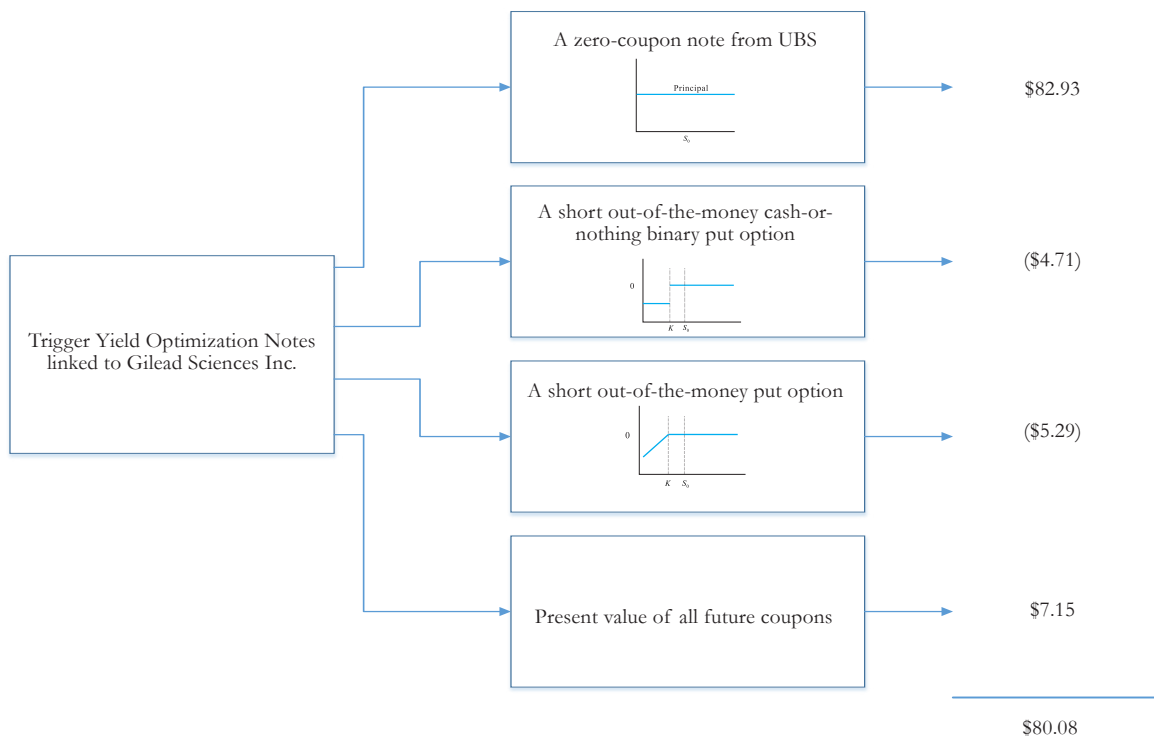 A zero-coupon note from UBS
Principal
S0
$82.93
A short out-of-the-money cash-or-
nothing binary put option
0
K
S0
($4.71)
Trigger Yield Optimization Notes
linked to Gilead Sciences Inc.
A short out-of-the-money put option
0
K
S0
($5.29)
Present value of all future coupons
$7.15
$80.08